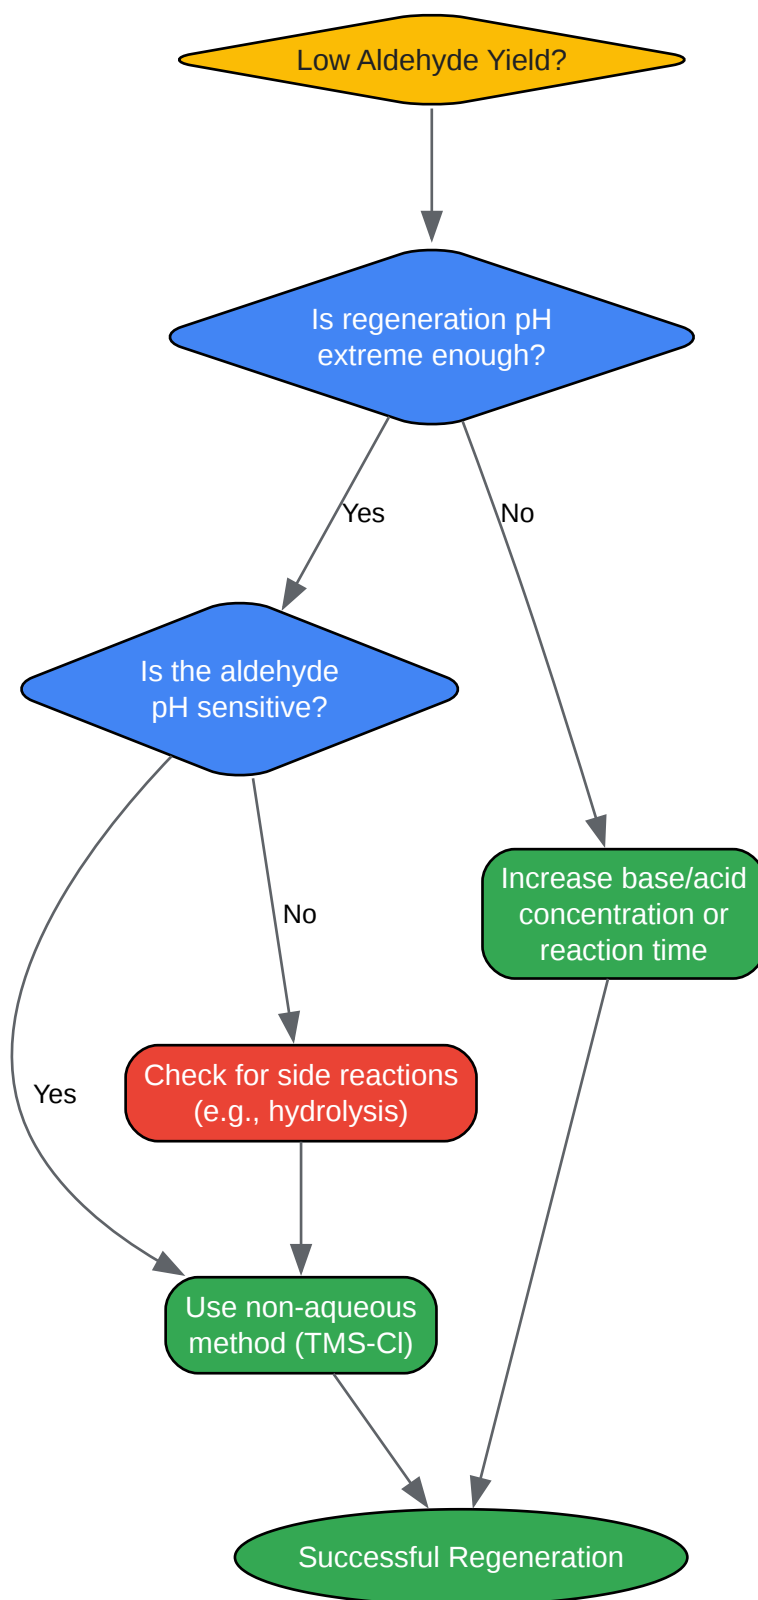 Low Aldehyde Yield?
Is regeneration pH
extreme enough?
Yes
No
Is the aldehyde
pH sensitive?
Increase base/acid
concentration or
reaction time
No
Check for side reactions
(e.g., hydrolysis)
Yes
Use non-aqueous
method (TMS-Cl)
Successful Regeneration